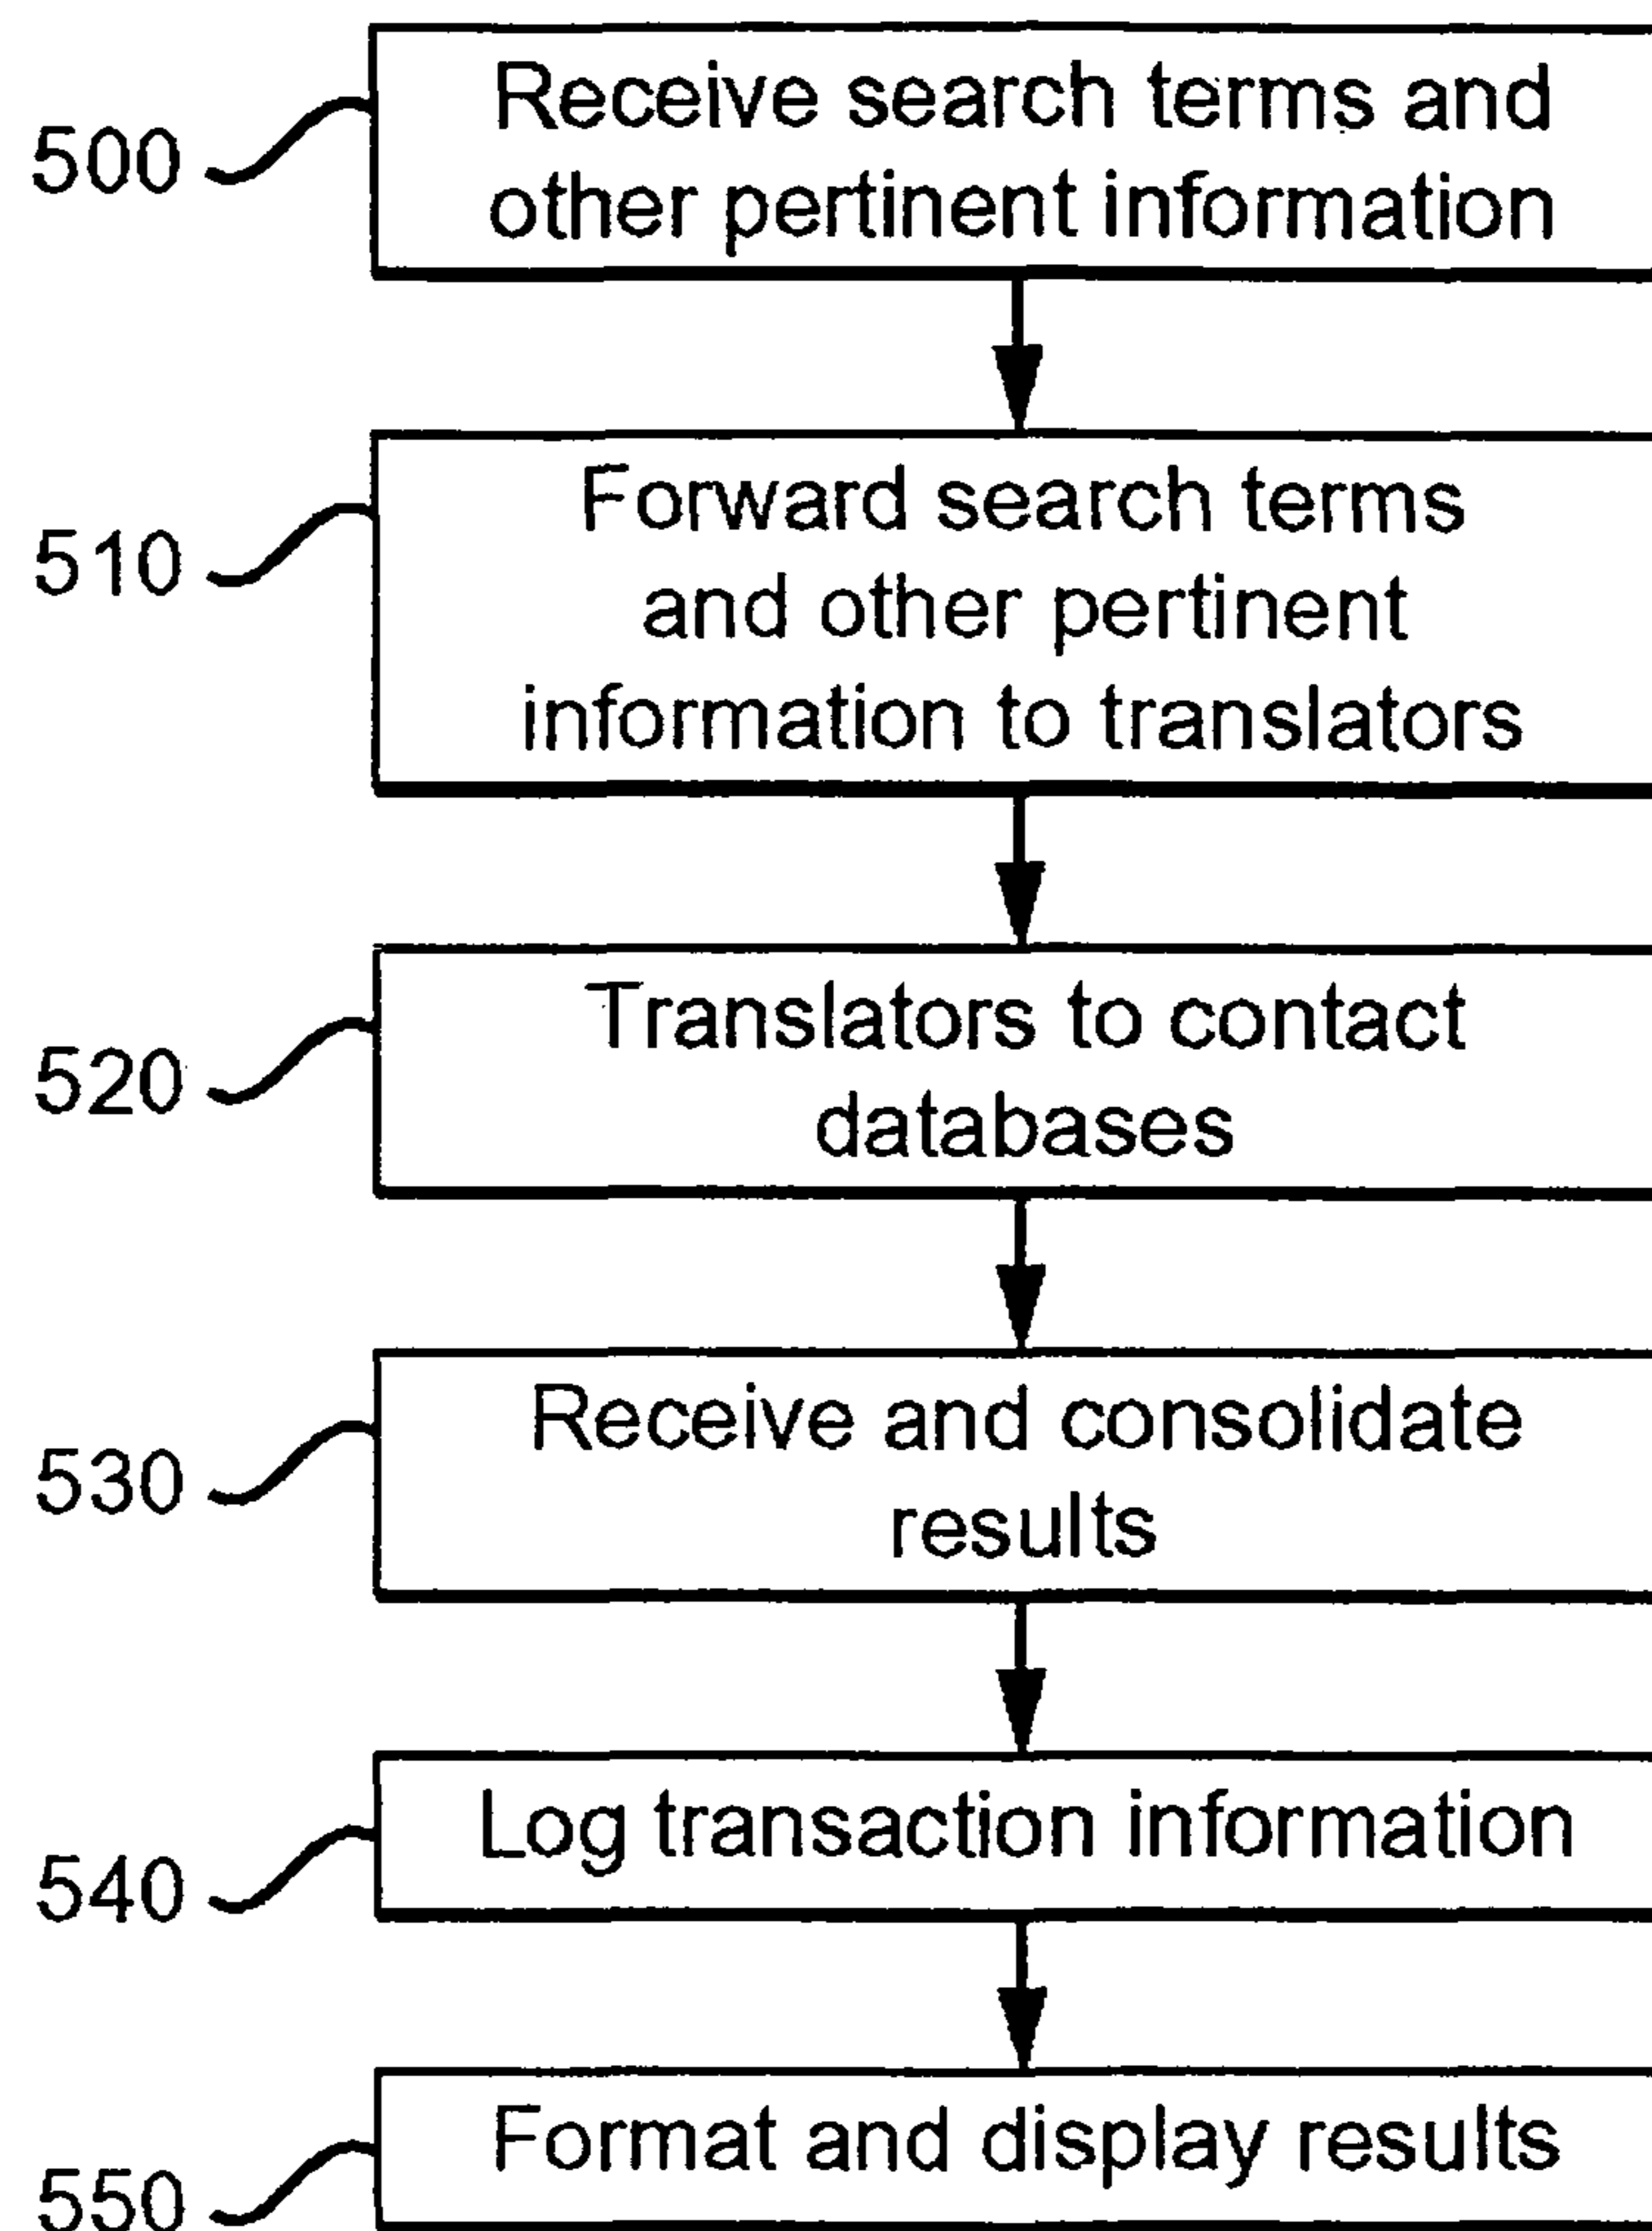 500
Receive search terms and
other pertinent information
510
Forward search terms
and other pertinent
information to translators
520
Translators to contact
databases
530
Receive and consolidate
results
540
Log transaction information
550
Format and display results